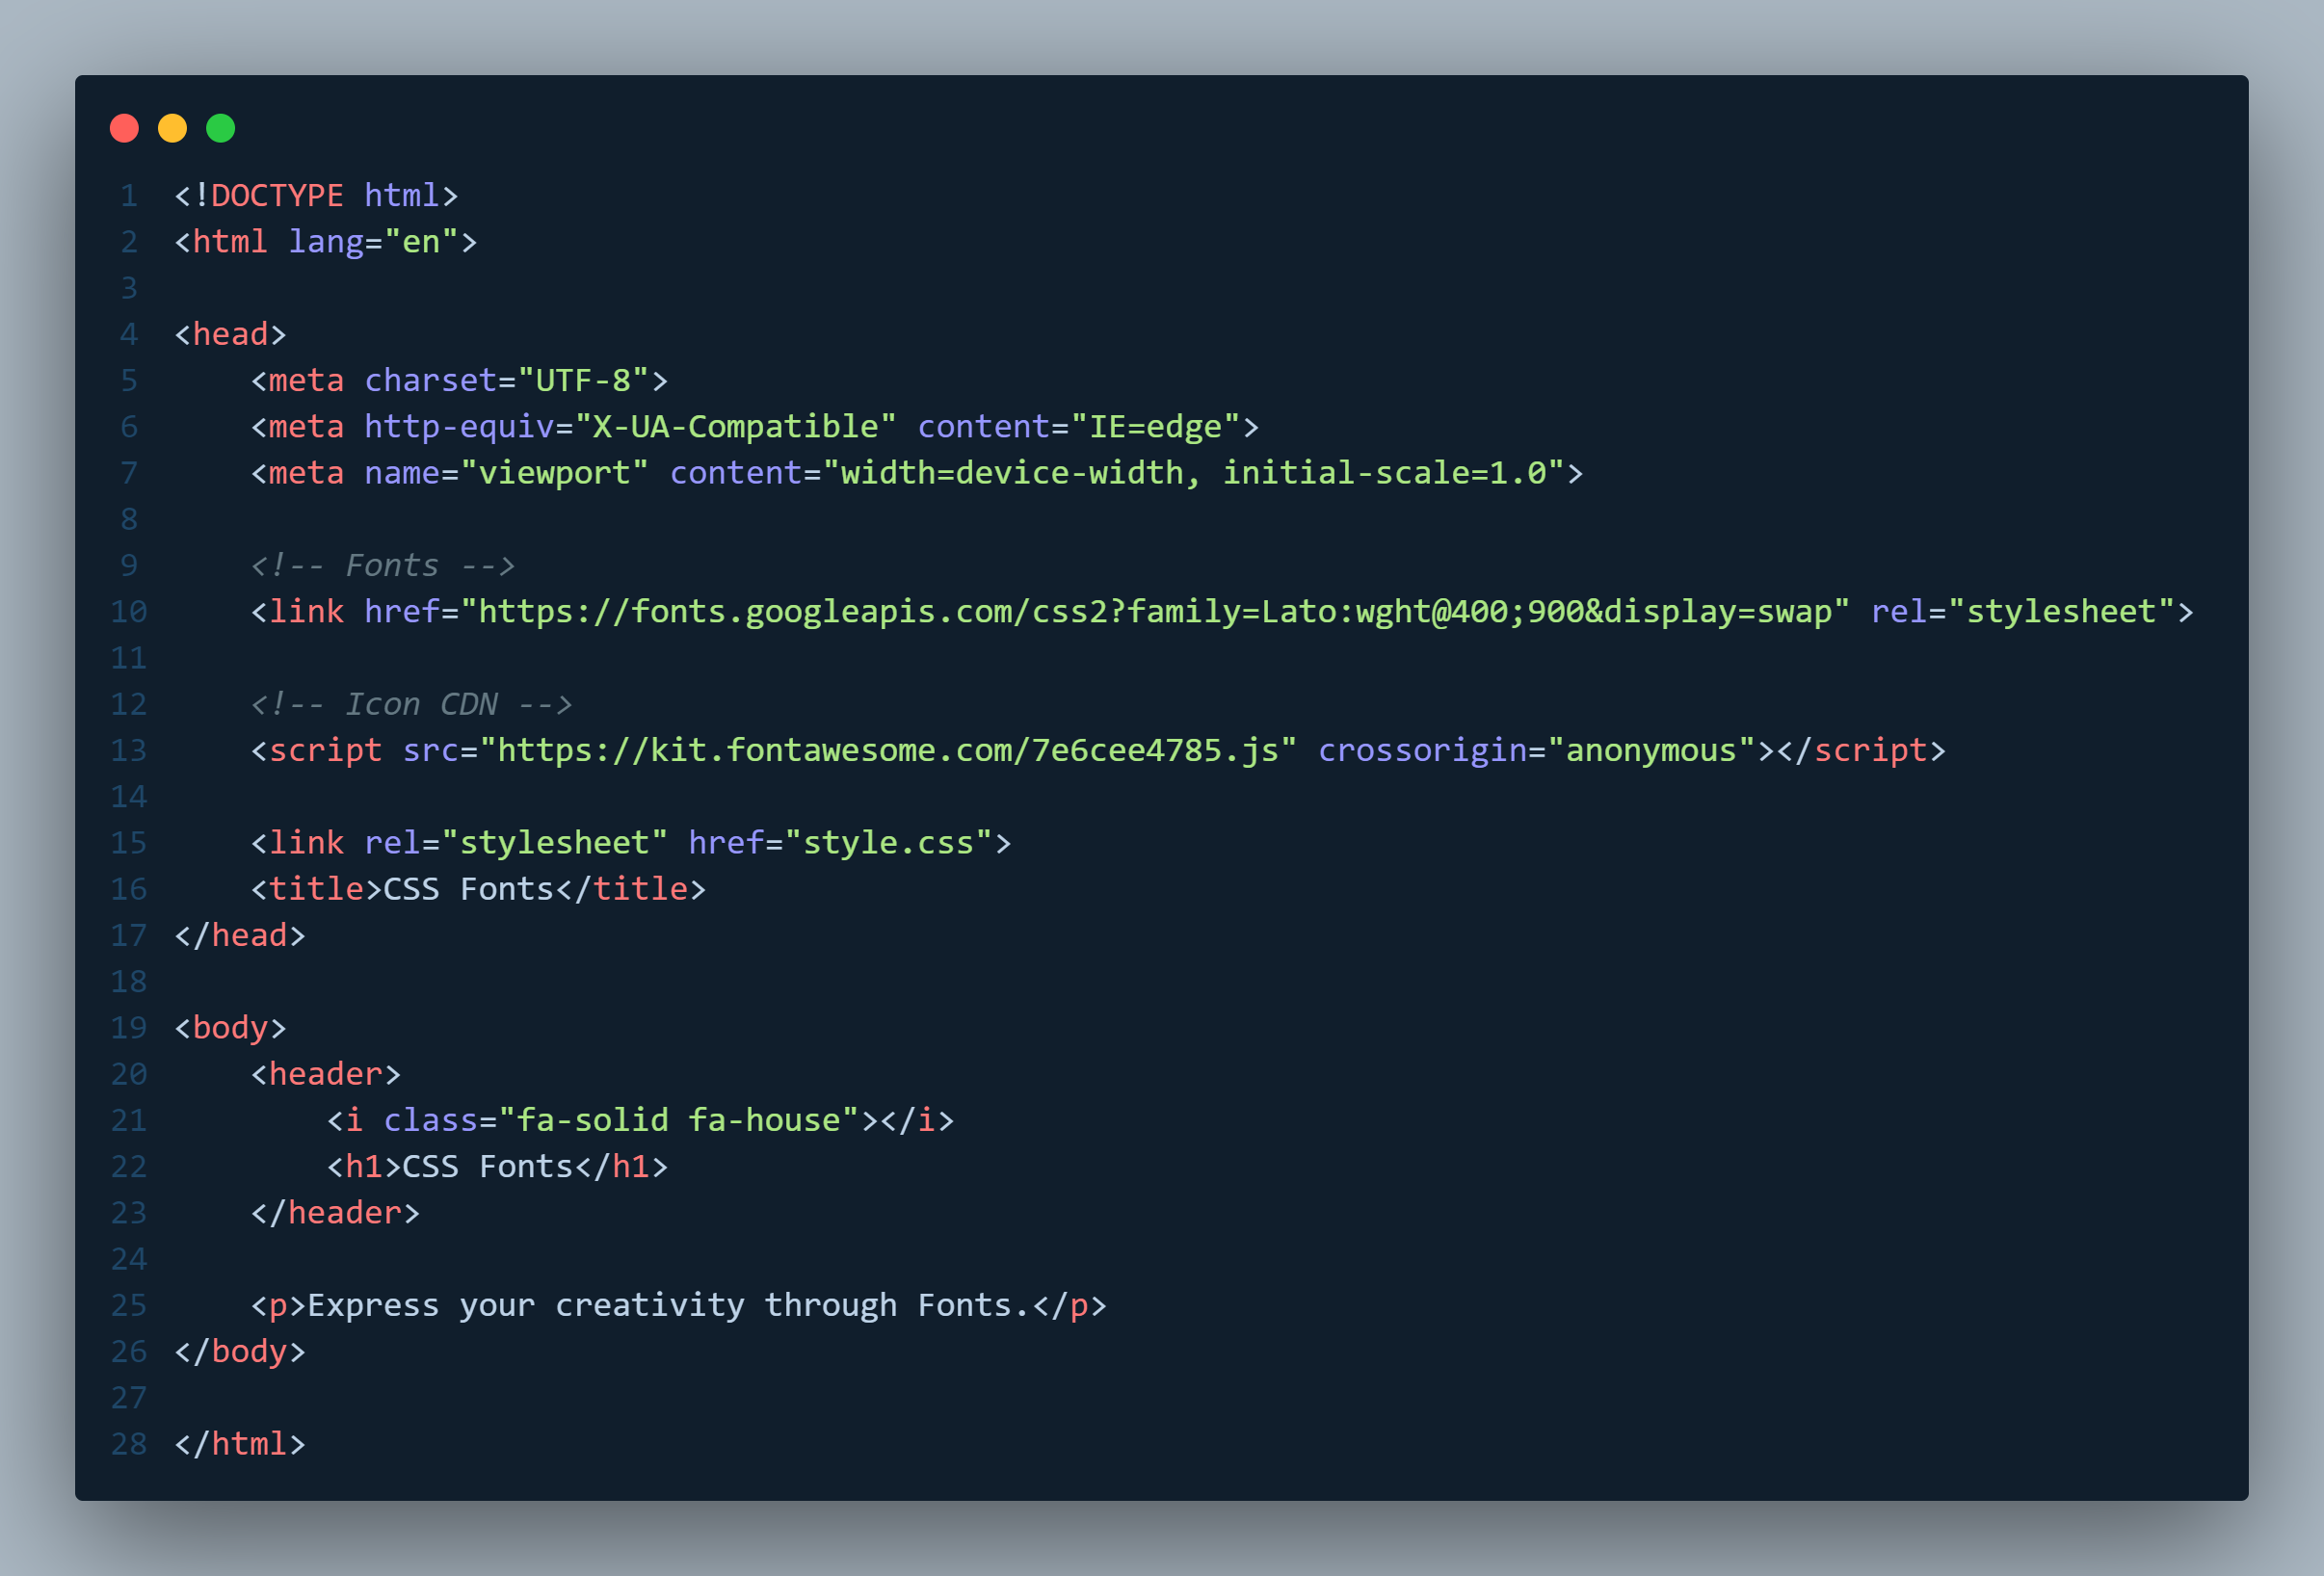 1 <!DOCTYPE html>
2 <html lang="en">
3
4 <head>
5     <meta charset="UTF-8">
6     <meta http-equiv="X-UA-Compatible" content="IE=edge">
7     <meta name="viewport" content="width=device-width, initial-scale=1.0">
8
9     <!-- Fonts -->
10     <link href="https://fonts.googleapis.com/css2?family=Lato:wght@400;900&display=swap" rel="stylesheet">
11
12     <!-- Icon CDN -->
13     <script src="https://kit.fontawesome.com/7e6cee4785.js" crossorigin="anonymous"></script>
14
15     <link rel="stylesheet" href="style.css">
16     <title>CSS Fonts</title>
17 </head>
18
19 <body>
20     <header>
21         <i class="fa-solid fa-house"></i>
22         <h1>CSS Fonts</h1>
23     </header>
24
25     <p>Express your creativity through Fonts.</p>
26 </body>
27
28 </html>